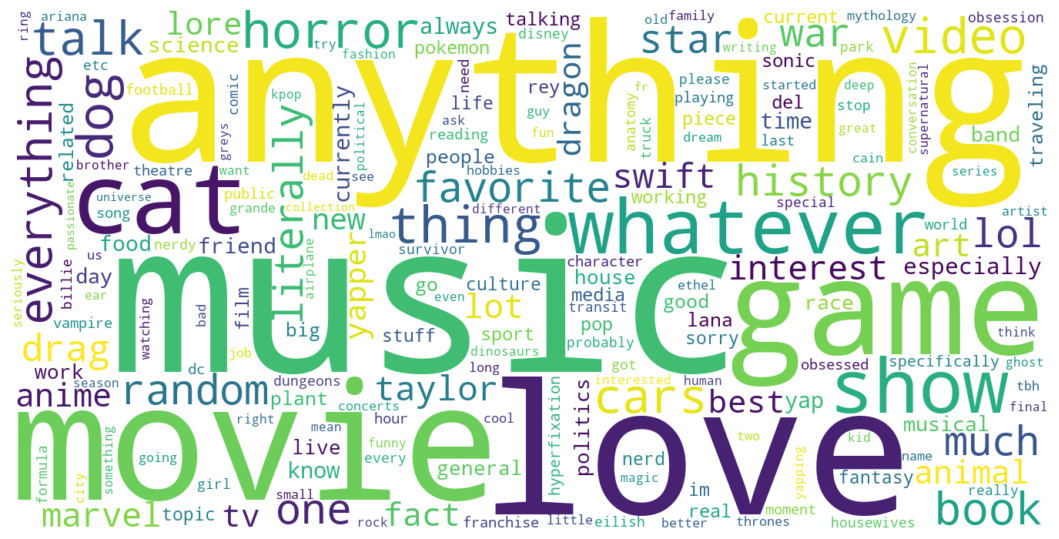 ring ariana lore horror always talking disney old family current mythology obsession
talk science try fashion pokemon star writing war park video
etc anything sonic
everything dog football comic greys kpop need life ask rey guy dragon please playing started del deep conversation supernatural traveling
related literally political currently reading fun anatomy truck fr piece time stop great band
brother theatre want dead see people hobbies dream last cain series
passionate universe cat public favorite swift history
song grande collection working special
food nerdy friend new lmao thing different whatever art world artist lol
seriously us day billie ear airplane yapper survivor character house interest especially
music go even culture media transit ethel good race game
vampire watching bad film big stuff lot sport pop lana
drag job dinosaurs probably sorry think
dc long got obsessed specifically ghost
work season dungeons interested human show tbh
anime random plant taylor cars best yap final
movie right concerts hour cool love politics two kid musical much
something going mean live funny hyperfixation nerd name
formula city girl know every general magic yapping fantasy animal
small im real moment really
marvel topic tv one rock fact franchise little eilish better thrones housewives book